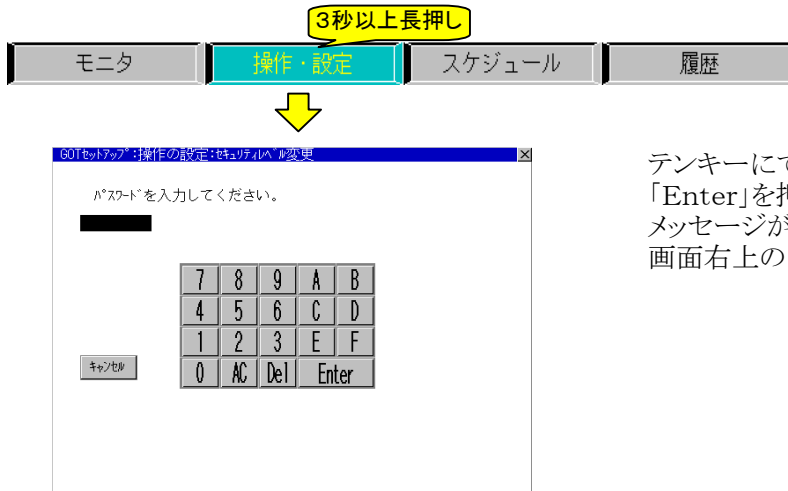 3秒以上長押し
モニタ 操作・設定 スケジュール 履歴
GOTｾｯﾄｱｯﾌﾟ:操作の設定:ｾｷｭﾘﾃｨﾚﾍﾞﾙ変更 ×
ﾊﾟｽﾜｰﾄﾞを入力してください。
7 8 9 A B
4 5 6 C D
1 2 3 E F
0 AC Del Enter
ｷｬﾝｾﾙ
テンキーにて
「Enter」を押
メッセージが
画面右上の